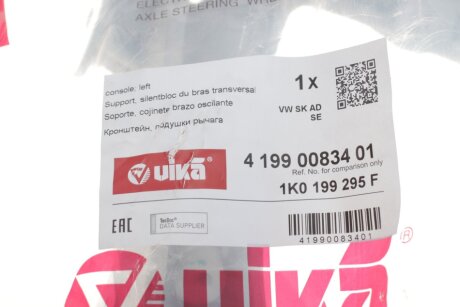 AXLE STEERING
console, left
Support, silentbloc du bras transversal
Soporte, cojinete brazo oscilante
Кронштейн, подушки рычага
1x
VW SK AD
SE
vika®
4 199 00834 01
Ref. No. for comparison only
1K0 199 295 F
EAC
TecDoc
DATA SUPPLIER
41990083401
vika®